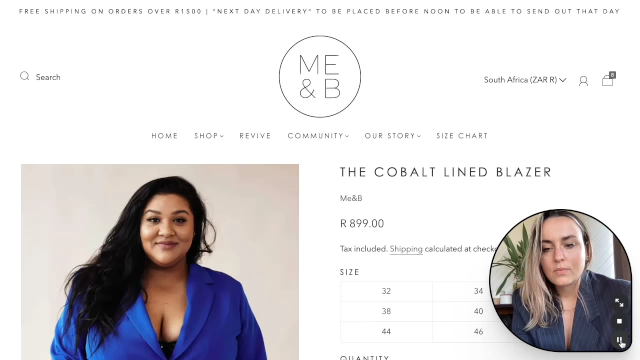 FREE SHIPPING ON ORDERS OVER R1500 | "NEXT DAY DELIVERY" TO BE PLACED BEFORE NOON TO BE ABLE TO SEND OUT THAT DAY
Search
ME
& B
South Africa (ZAR R)
HOME SHOP REVIVE COMMUNITY OUR STORY SIZE CHART
THE COBALT LINED BLAZER
Me&B
R 899.00
Tax included. Shipping calculated at
SIZE
32 34
38 40
44 46
QUANTITY